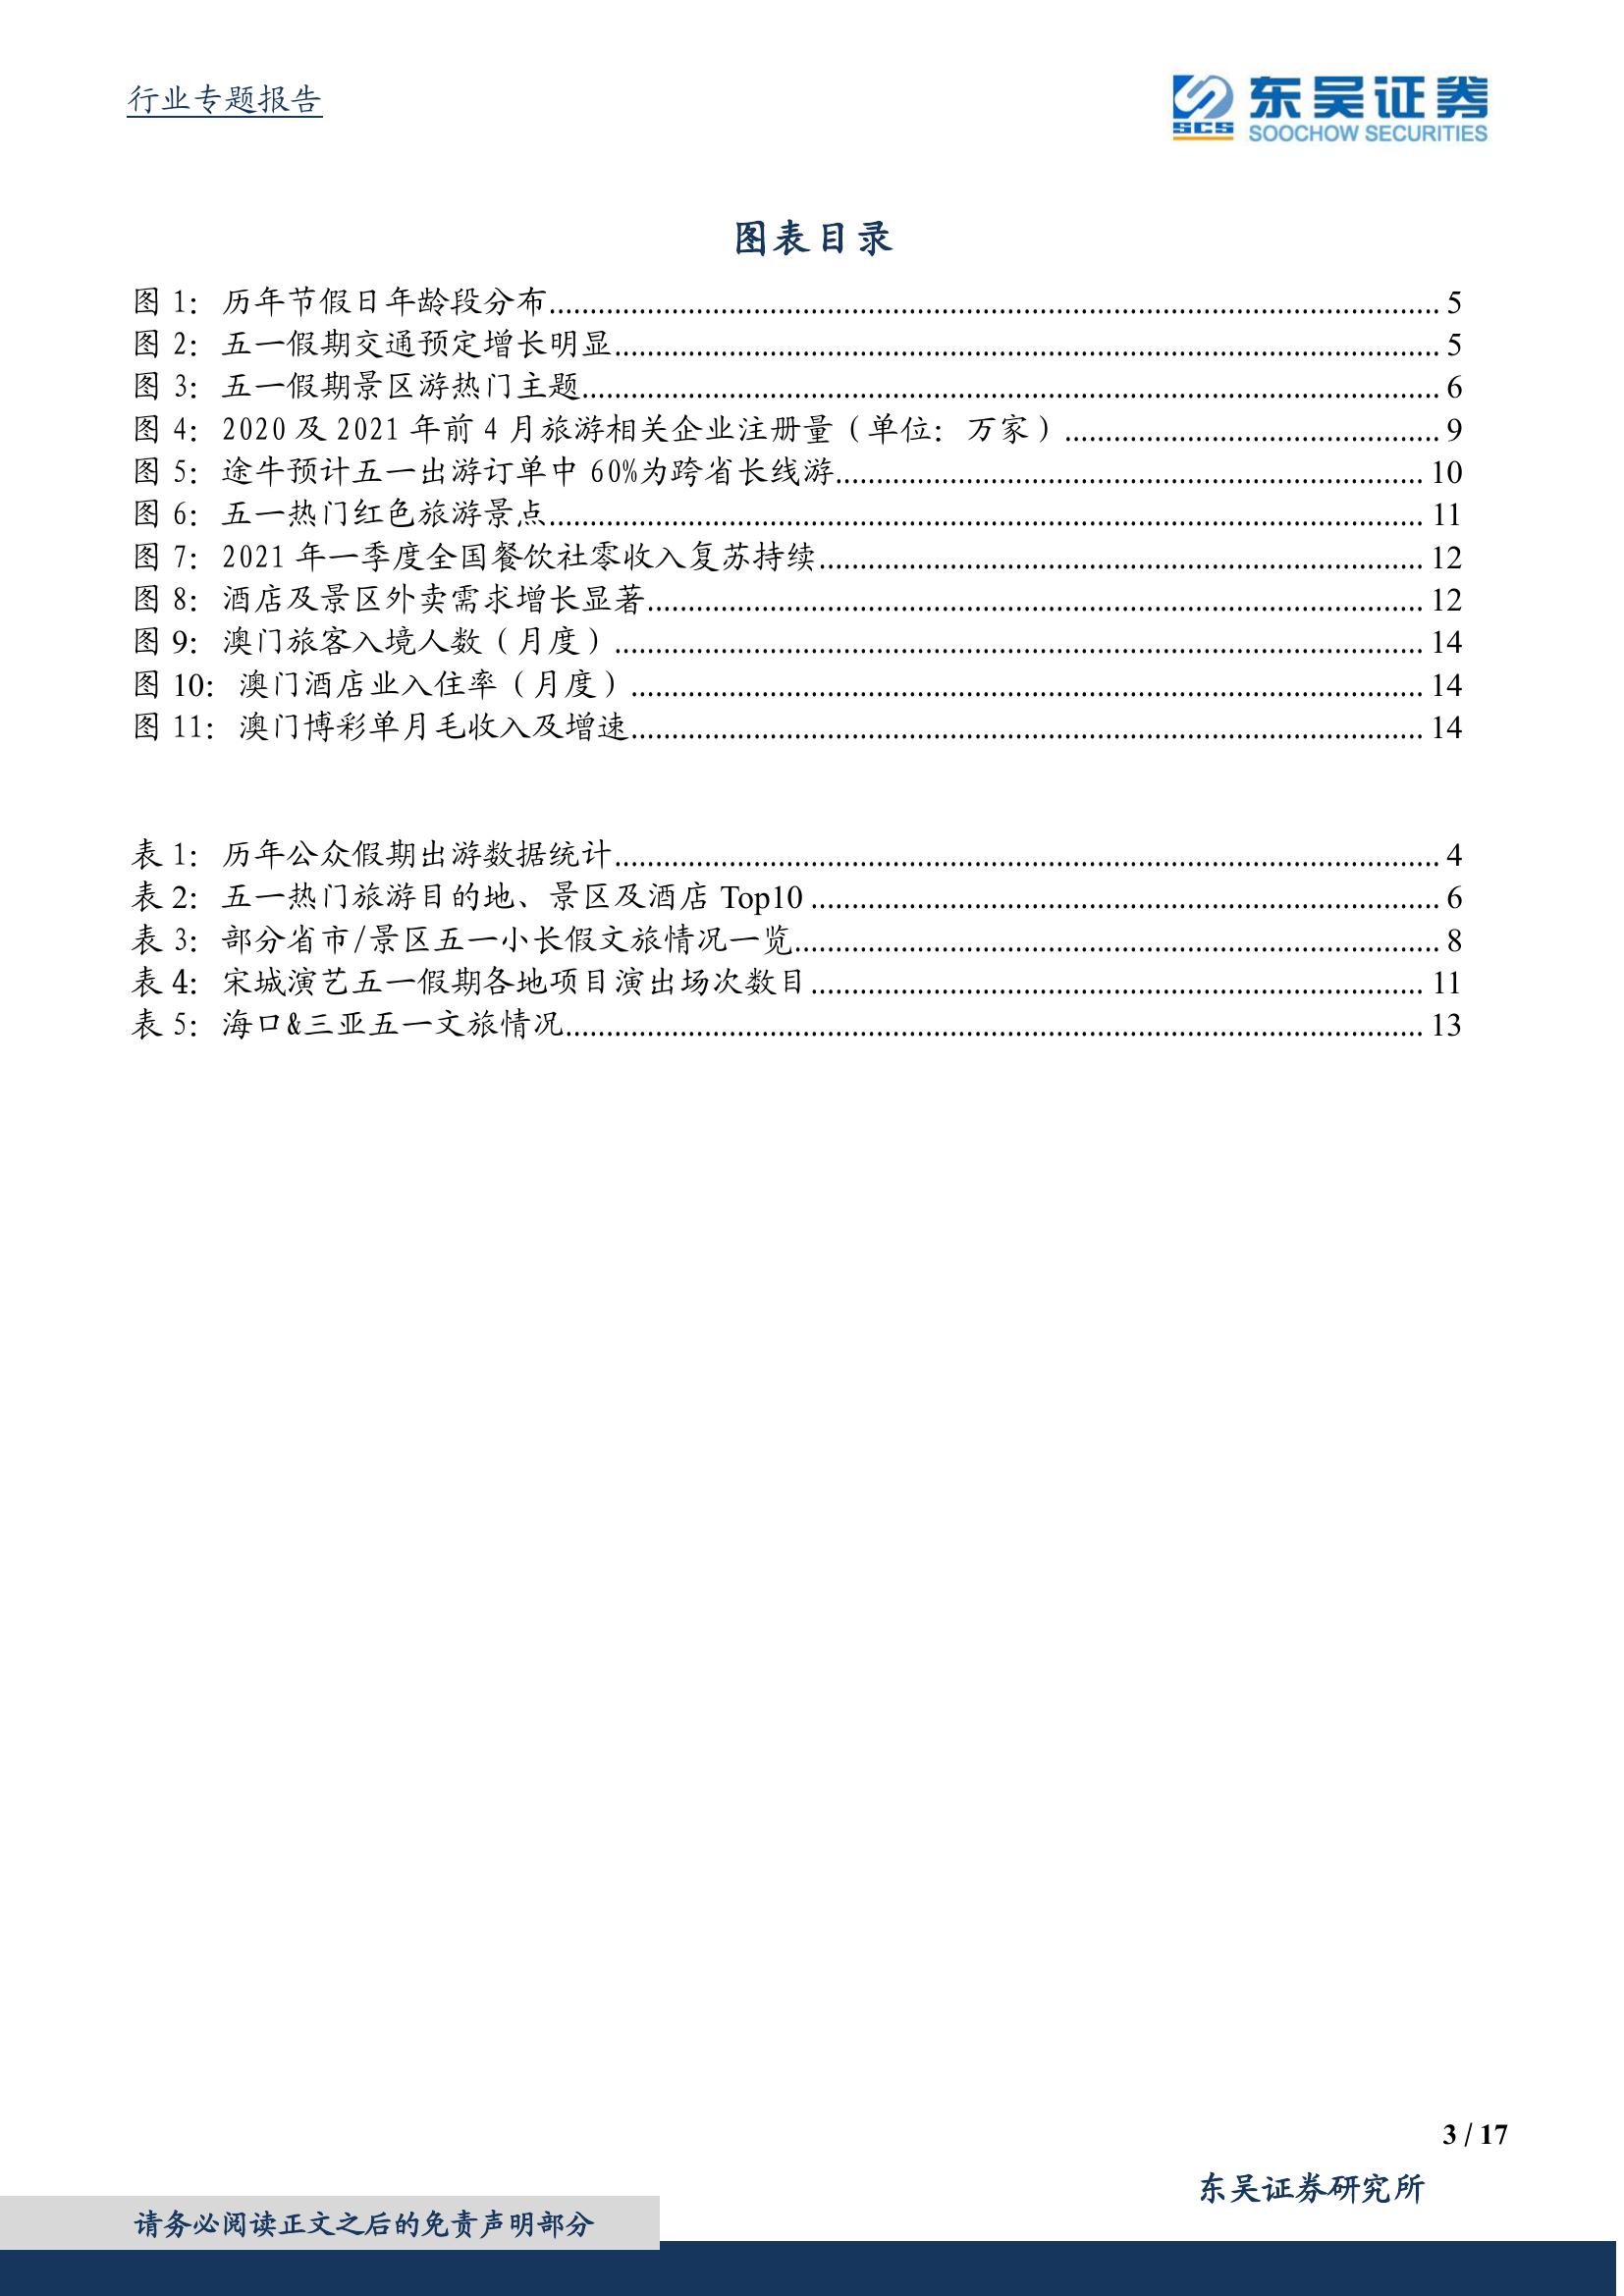 行业专题报告
SCS
东吴证券
SOOCHOW SECURITIES
图表目录
图 1：历年节假日年龄段分布 5
图 2：五一假期交通预定增长明显 5
图 3：五一假期景区游热门主题 6
图 4：2020 及 2021 年前 4 月旅游相关企业注册量（单位：万家） 9
图 5：途牛预计五一出游订单中 60%为跨省长线游 10
图 6：五一热门红色旅游景点 11
图 7：2021 年一季度全国餐饮社零收入复苏持续 12
图 8：酒店及景区外卖需求增长显著 12
图 9：澳门旅客入境人数（月度） 14
图 10：澳门酒店业入住率（月度） 14
图 11：澳门博彩单月毛收入及增速 14
表 1：历年公众假期出游数据统计 4
表 2：五一热门旅游目的地、景区及酒店 Top10 6
表 3：部分省市/景区五一小长假文旅情况一览 8
表 4：宋城演艺五一假期各地项目演出场次数目 11
表 5：海口&三亚五一文旅情况 13
3 / 17
东吴证券研究所
请务必阅读正文之后的免责声明部分